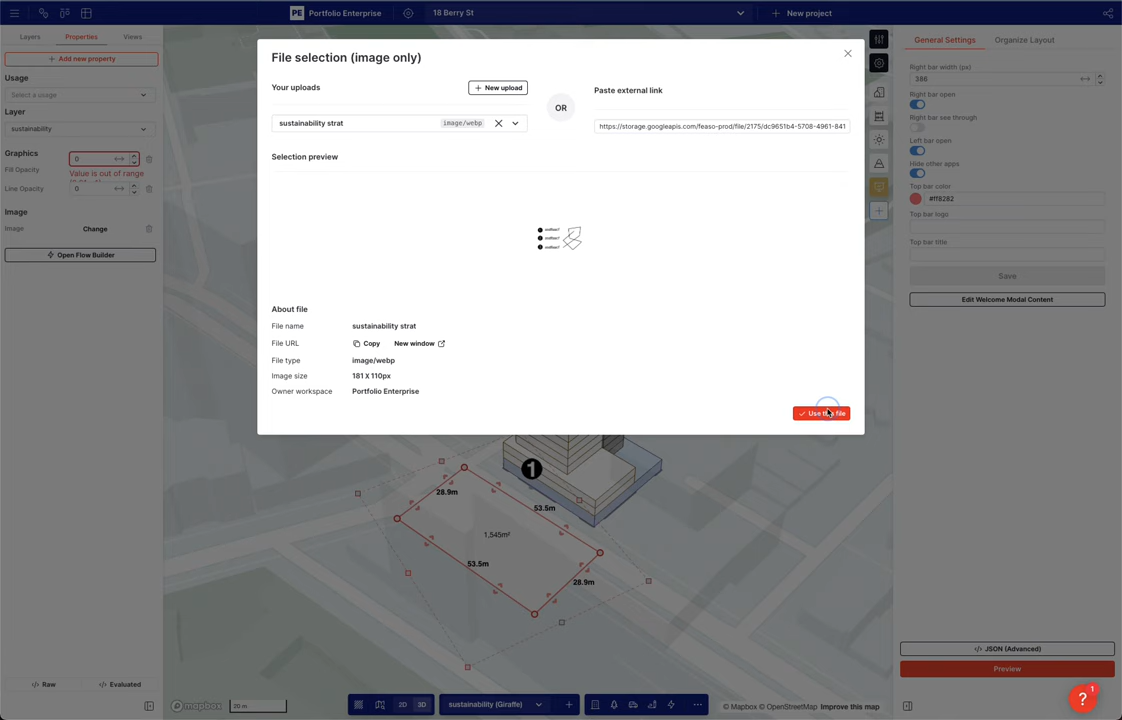 PE Portfolio Enterprise
18 Berry St
New project
Layers
Properties
Views
Add new property
Usage
Select a usage
Layer
sustainability
Graphics
0
Fill Opacity
Value is out of range
Line Opacity
0
Image
Image
Change
Open Flow Builder
Raw
Evaluated
File selection (image only)
Your uploads
New upload
sustainability strat
image/webp
OR
Paste external link
https://storage.googleapis.com/feaso-prod/file/2175/dc9651b4-5708-4961-841
Selection preview
About file
File name
sustainability strat
File URL
Copy
New window
File type
image/webp
Image size
181 X 110px
Owner workspace
Portfolio Enterprise
Use file
1
28.9m
53.5m
1,545m²
53.5m
28.9m
mapbox
20 m
2D
3D
sustainability (Giraffe)
© Mapbox © OpenStreetMap Improve this map
General Settings
Organize Layout
Right bar width (px)
386
Right bar open
Right bar see through
Left bar open
Hide other apps
Top bar color
#ff8282
Top bar logo
Top bar title
Save
Edit Welcome Modal Content
JSON (Advanced)
Preview
?
1